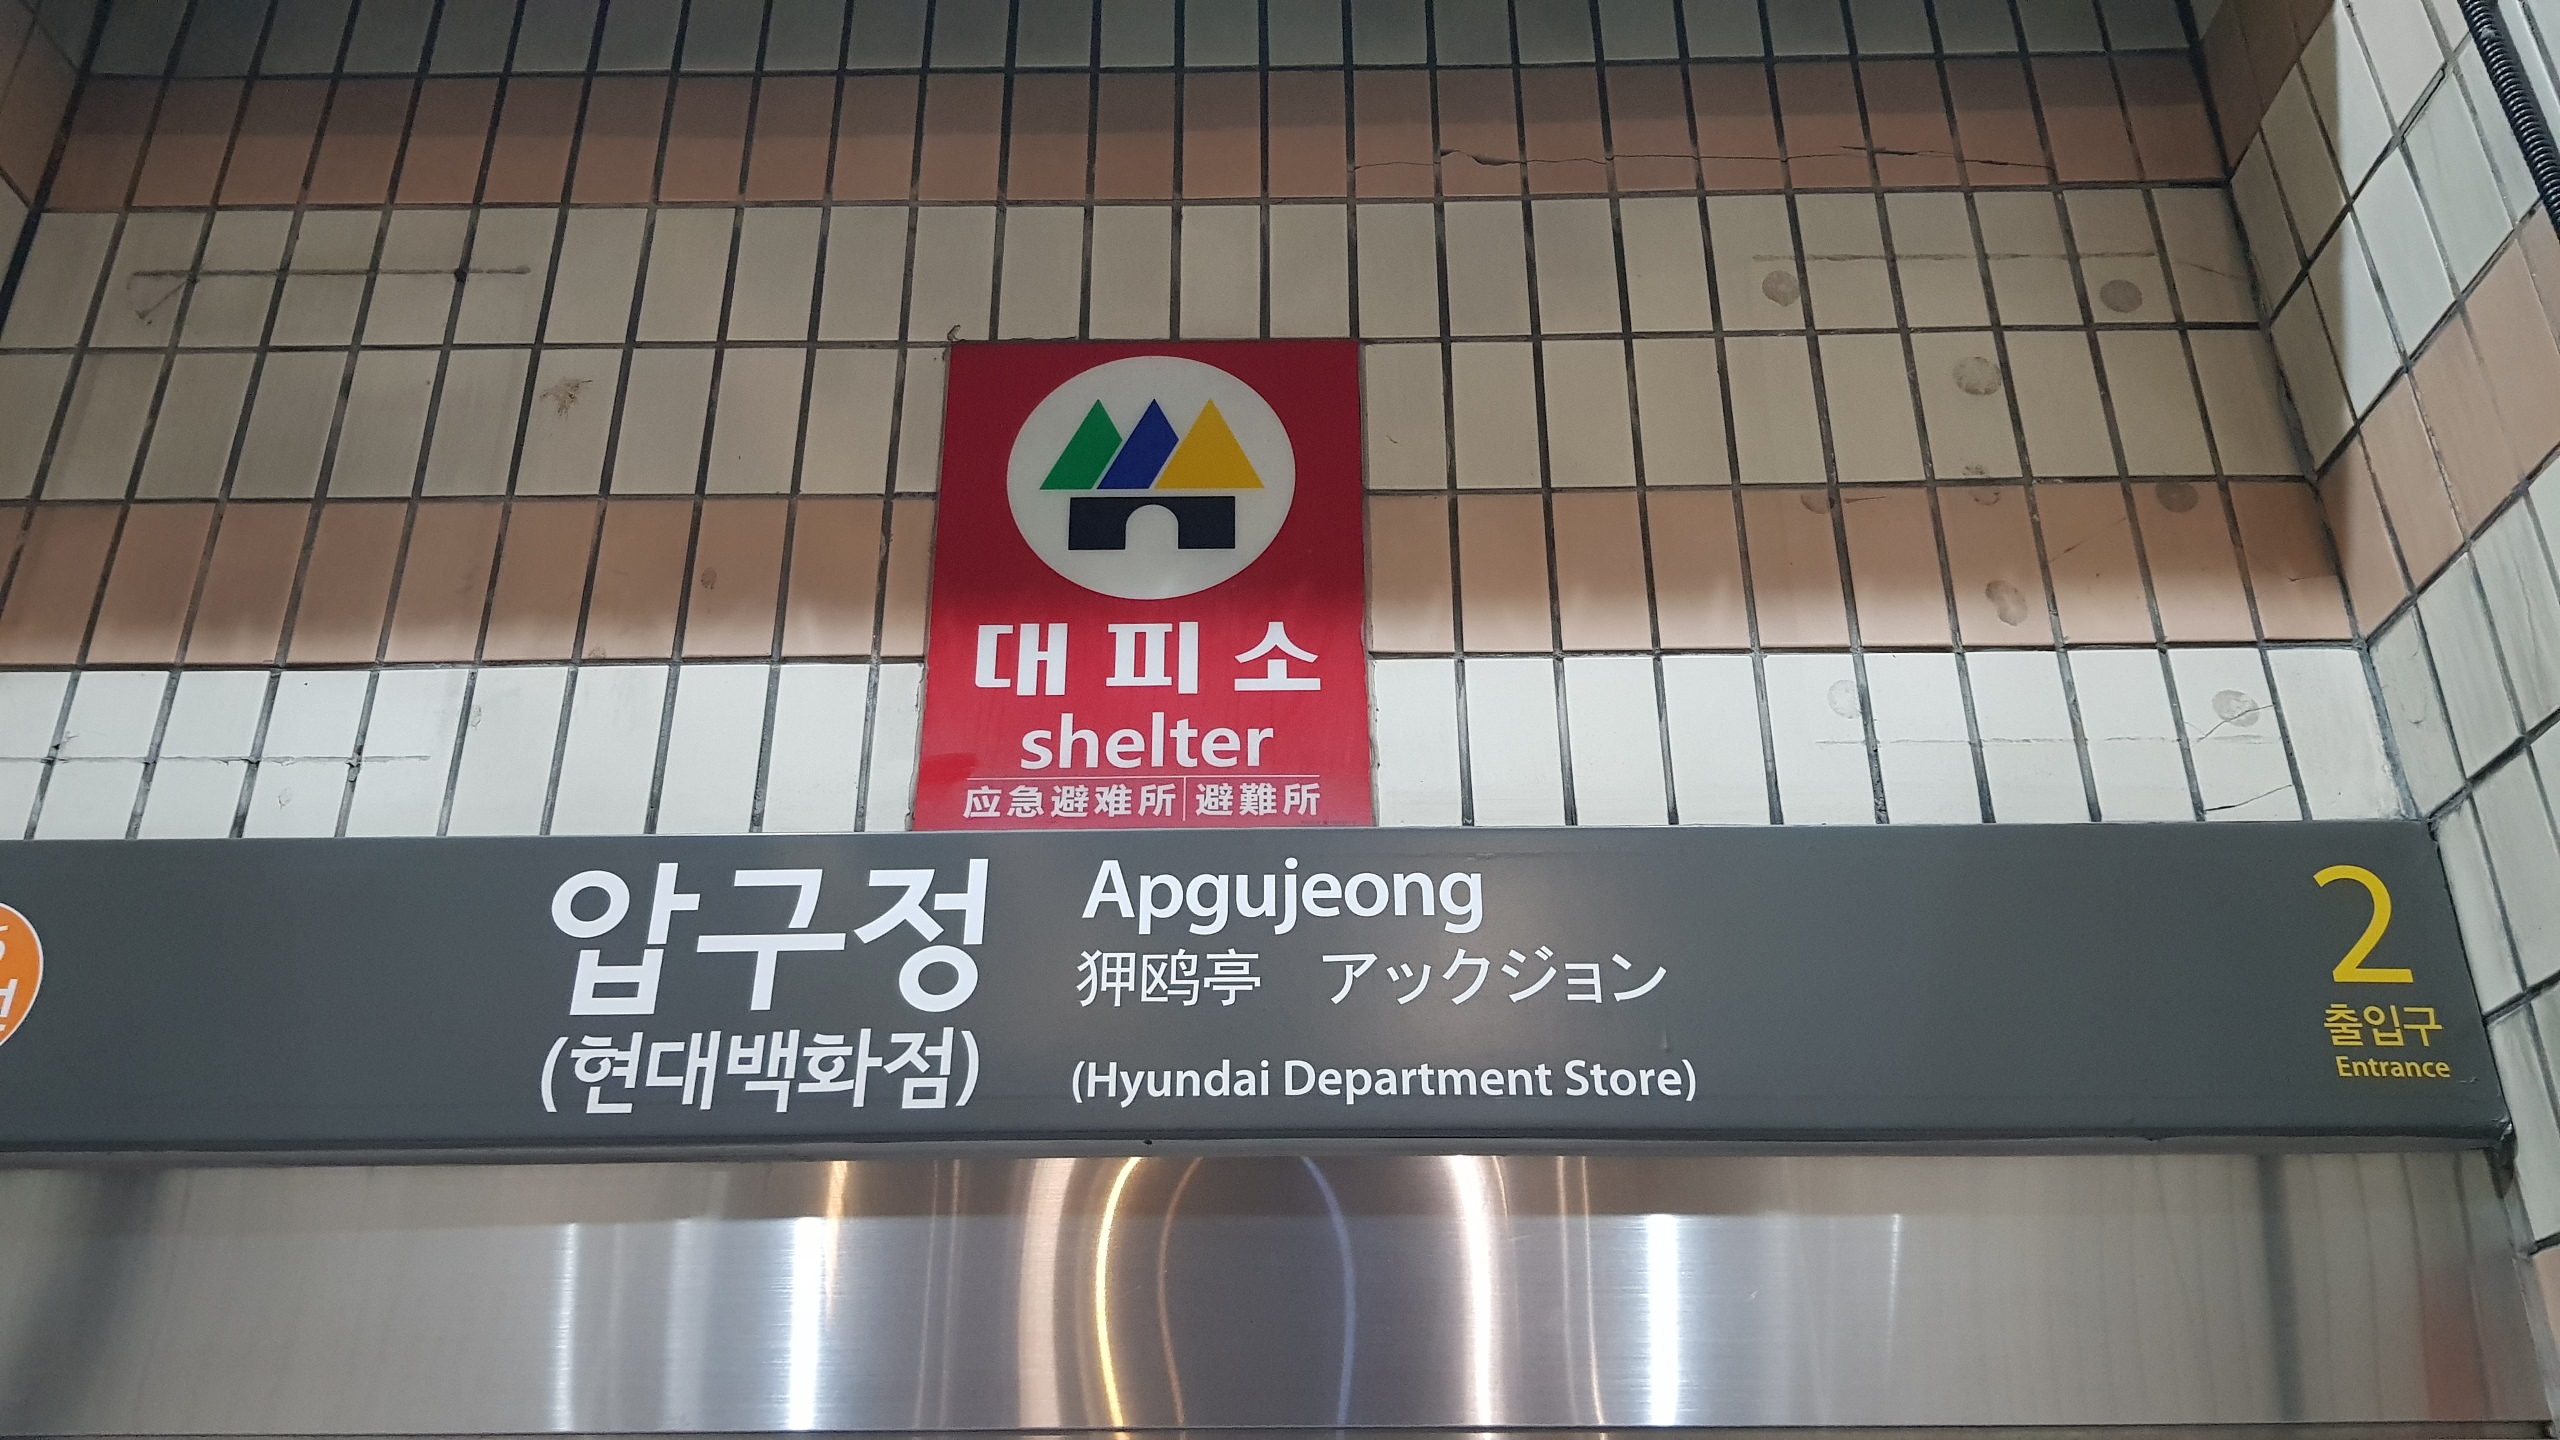 대피소
shelter
应急避难所 避難所
압구정
(현대백화점)
Apgujeong
狎鸥亭 アックジョン
(Hyundai Department Store)
2
출입구
Entrance